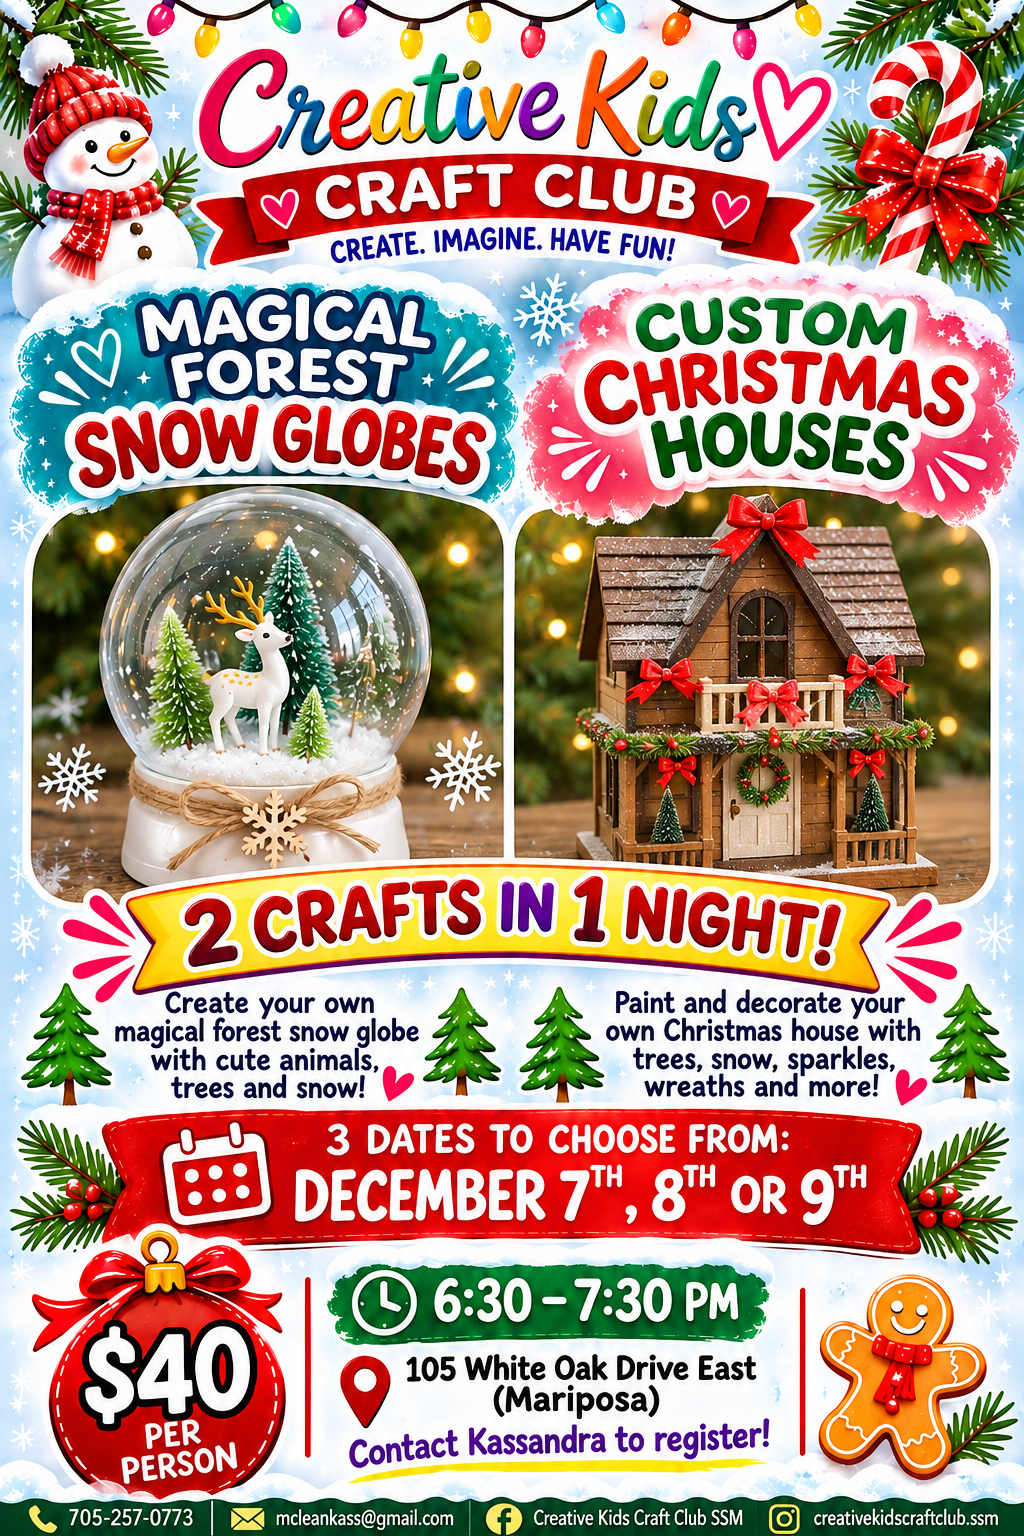 Creative Kids
CRAFT CLUB
CREATE. IMAGINE. HAVE FUN!
MAGICAL
FOREST
SNOW GLOBES
CUSTOM
CHRISTMAS
HOUSES
2 CRAFTS IN 1 NIGHT!
Create your own
magical forest snow globe
with cute animals,
trees and snow!
Paint and decorate your
own Christmas house with
trees, snow, sparkles,
wreaths and more!
3 DATES TO CHOOSE FROM:
DECEMBER 7TH, 8TH OR 9TH
$40
PER
PERSON
6:30 – 7:30 PM
105 White Oak Drive East
(Mariposa)
Contact Kassandra to register!
705-257-0773
mcleankass@gmail.com
Creative Kids Craft Club SSM
creativekidscraftclub.ssm